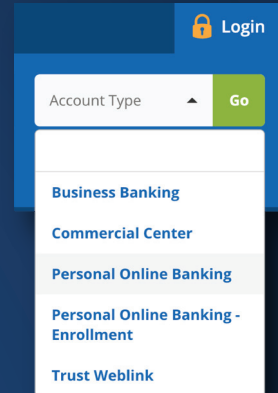 Login
Account Type
Go
Business Banking
Commercial Center
Personal Online Banking
Personal Online Banking -
Enrollment
Trust Weblink